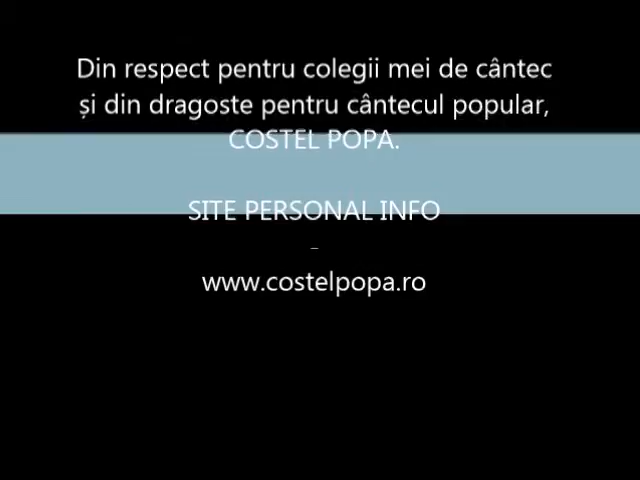 Din respect pentru colegii mei de cântec
și din dragoste pentru cântecul popular,
COSTEL POPA.
SITE PERSONAL INFO
–
www.costelpopa.ro